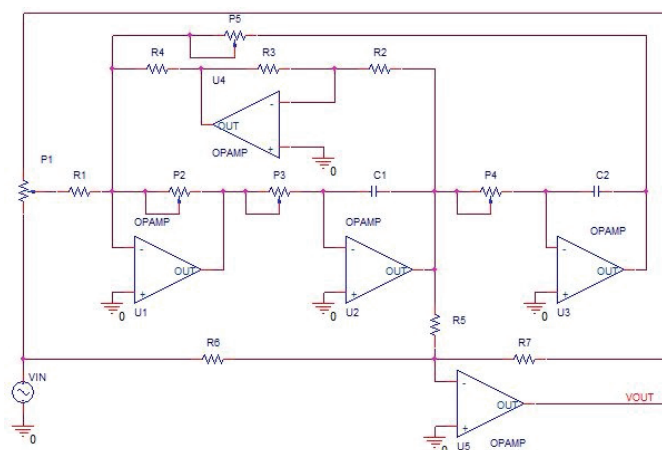 P5
R4
R3
R2
U4
-
OUT
+
OPAMP
0
P1
R1
P2
P3
C1
P4
C2
OPAMP
OPAMP
OPAMP
-
OUT
+
-
OUT
+
-
OUT
+
0
U1
0
U2
0
U3
R5
R6
R7
VIN
-
OUT
+
VOUT
0
0
U5
OPAMP